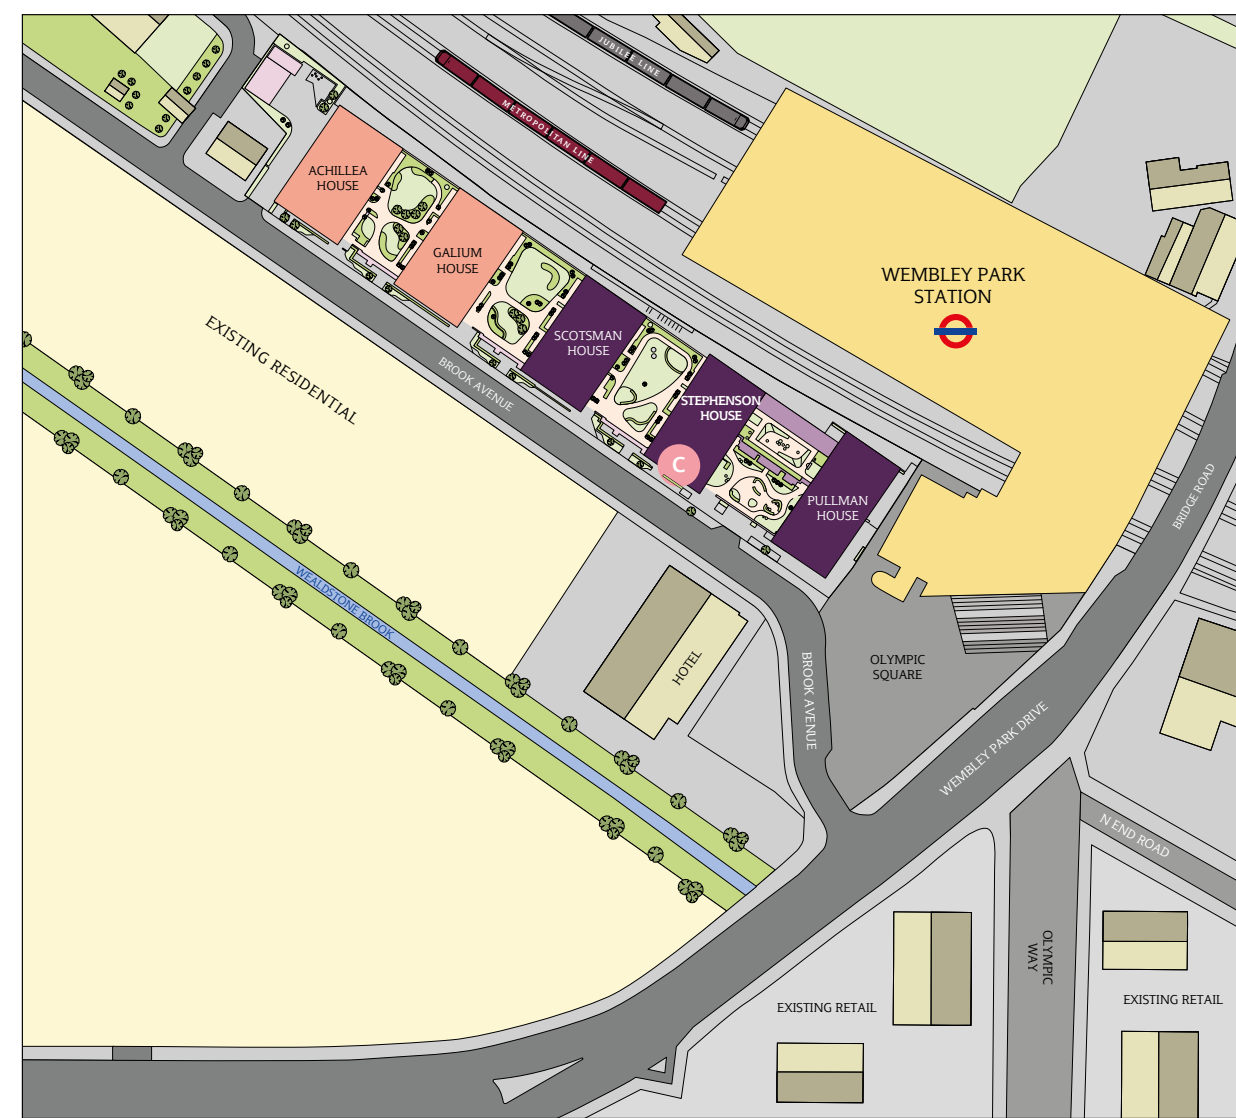 JUBILEE LINE
METROPOLITAN LINE
ACHILLEA
HOUSE
GALIUM
HOUSE
WEMBLEY PARK
STATION
SCOTSMAN
HOUSE
EXISTING RESIDENTIAL
BROOK AVENUE
STEPHENSON
HOUSE
C
PULLMAN
HOUSE
BRIDGE ROAD
WEALDSTONE BROOK
HOTEL
BROOK AVENUE
OLYMPIC
SQUARE
WEMBLEY PARK DRIVE
N END ROAD
OLYMPIC
WAY
EXISTING RETAIL
EXISTING RETAIL